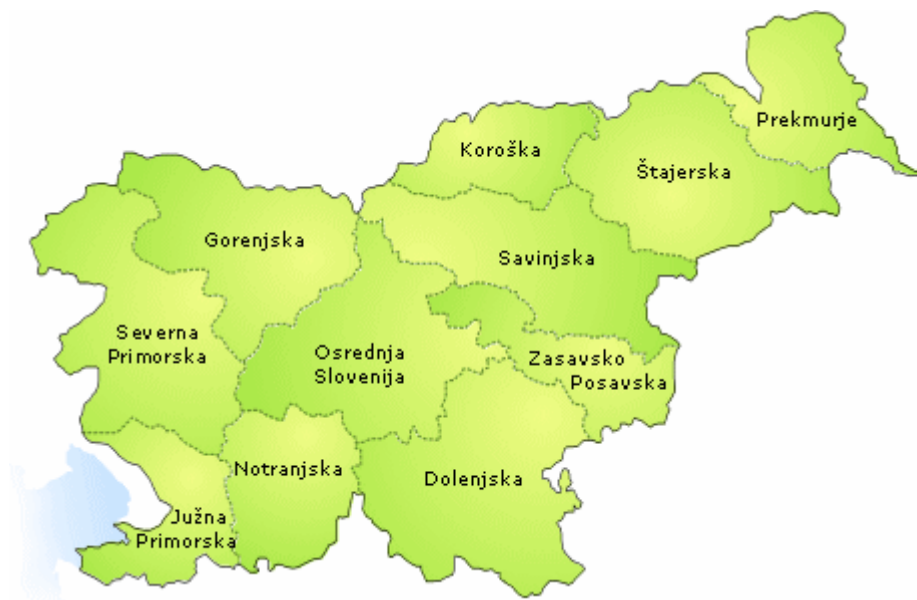 Prekmurje
Koroška
Štajerska
Gorenjska
Savinjska
Severna
Primorska
Osrednja
Slovenija
Zasavsko
Posavska
Notranjska
Dolenjska
Južna
Primorska